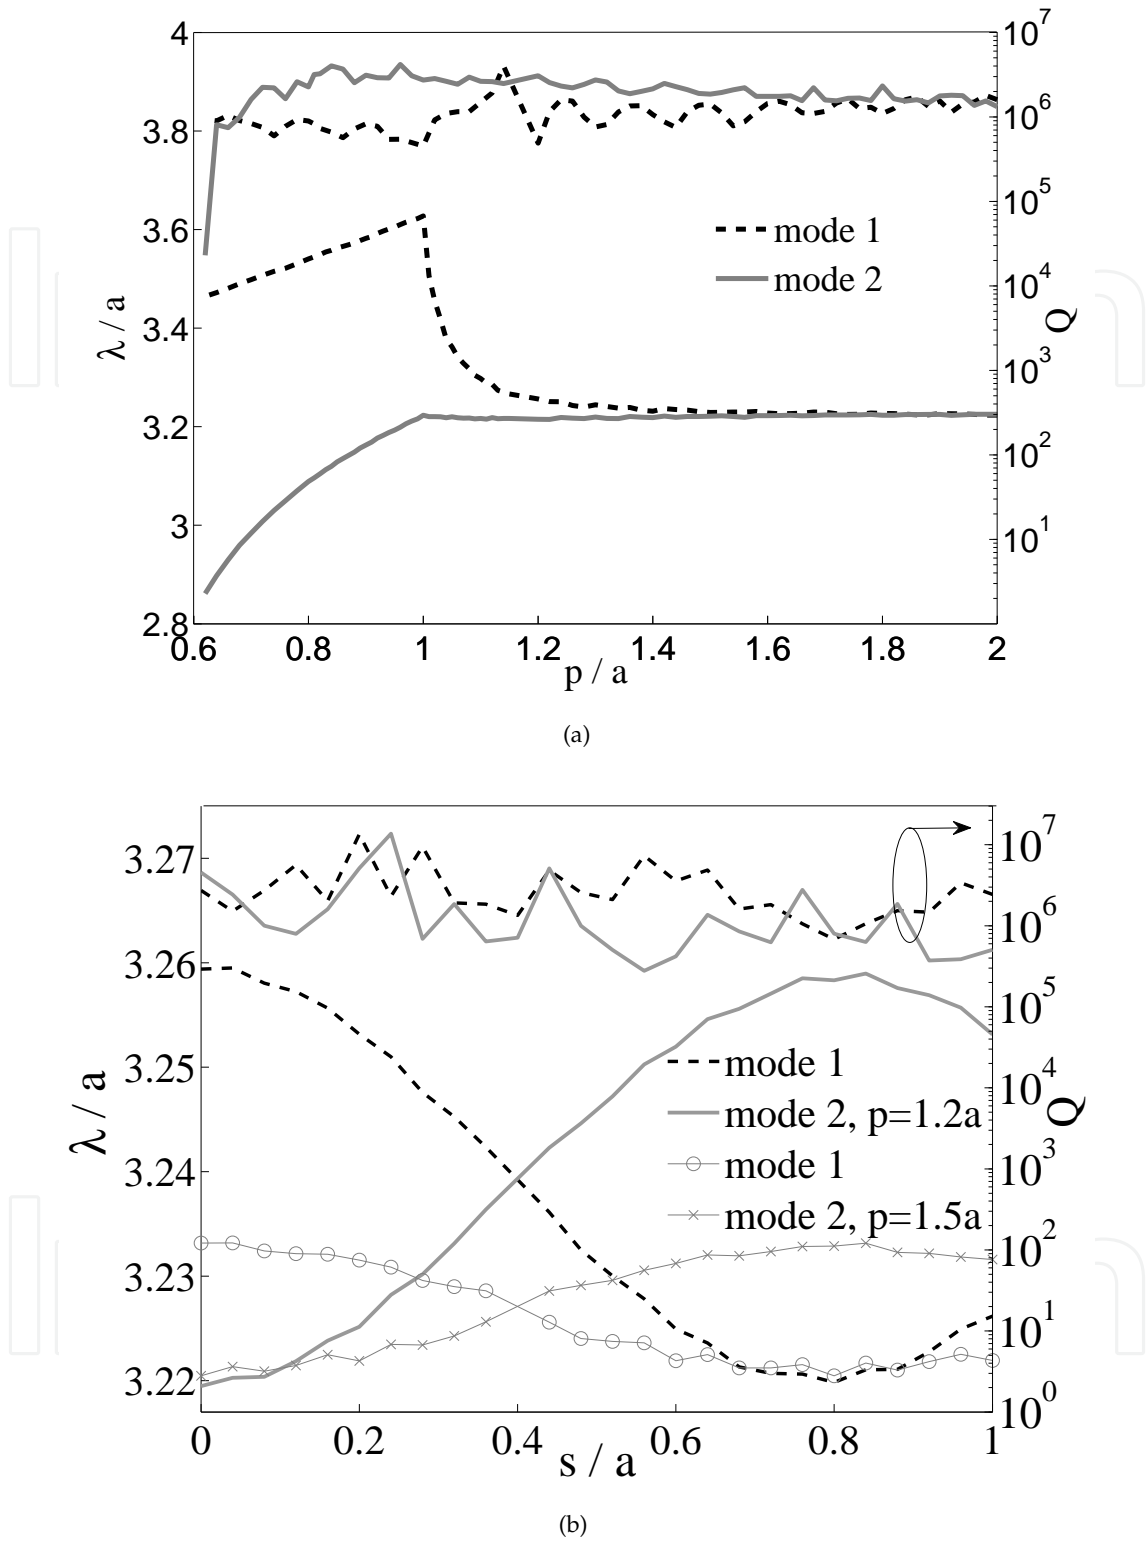 4
3.8
3.6
3.4
3.2
3
2.8
λ / a
10^7
10^6
10^5
10^4
10^3
10^2
10^1
Q
mode 1
mode 2
0.6 0.8 1 1.2 1.4 1.6 1.8 2
p / a
(a)
3.27
3.26
3.25
3.24
3.23
3.22
λ / a
10^7
10^6
10^5
10^4
10^3
10^2
10^1
10^0
Q
mode 1
mode 2, p=1.2a
mode 1
mode 2, p=1.5a
0 0.2 0.4 0.6 0.8 1
s / a
(b)